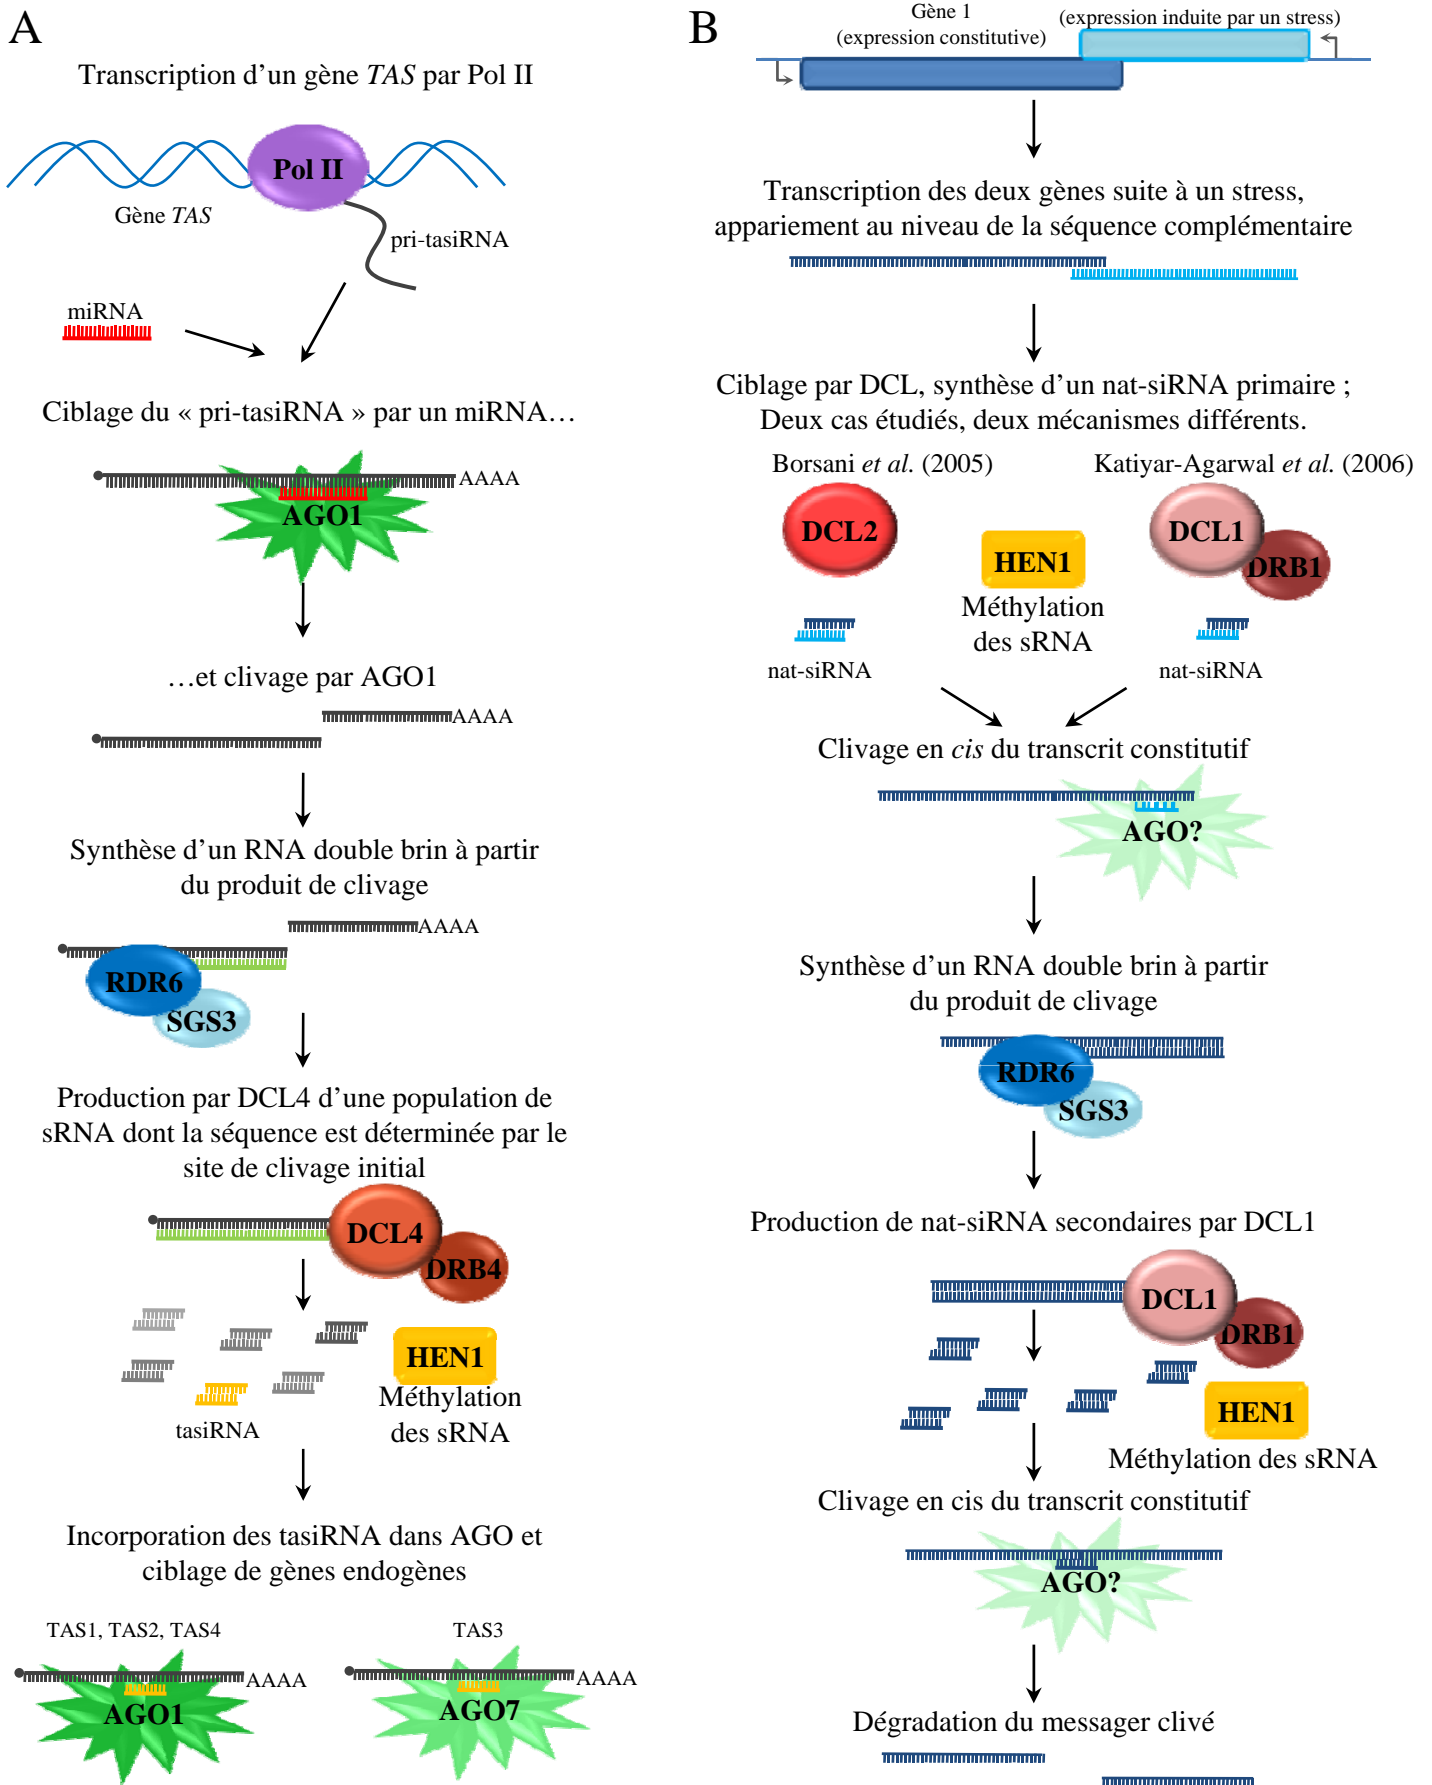 A
Transcription d'un gène TAS par Pol II
Pol II
Gène TAS
pri-tasiRNA
miRNA
Ciblage du « pri-tasiRNA » par un miRNA…
AAAA
AGO1
…et clivage par AGO1
AAAA
Synthèse d'un RNA double brin à partir
du produit de clivage
AAAA
RDR6
SGS3
Production par DCL4 d'une population de
sRNA dont la séquence est déterminée par le
site de clivage initial
DCL4
DRB4
HEN1
Méthylation
des sRNA
tasiRNA
Incorporation des tasiRNA dans AGO et
ciblage de gènes endogènes
TAS1, TAS2, TAS4
AAAA
AGO1
TAS3
AAAA
AGO7
B
Gène 1
(expression constitutive)
(expression induite par un stress)
Transcription des deux gènes suite à un stress,
appariement au niveau de la séquence complémentaire
Ciblage par DCL, synthèse d'un nat-siRNA primaire ;
Deux cas étudiés, deux mécanismes différents.
Borsani et al. (2005)
Katiyar-Agarwal et al. (2006)
DCL2
HEN1
Méthylation
des sRNA
DCL1
DRB1
nat-siRNA
nat-siRNA
Clivage en cis du transcrit constitutif
AGO?
Synthèse d'un RNA double brin à partir
du produit de clivage
RDR6
SGS3
Production de nat-siRNA secondaires par DCL1
DCL1
DRB1
HEN1
Méthylation des sRNA
Clivage en cis du transcrit constitutif
AGO?
Dégradation du messager clivé